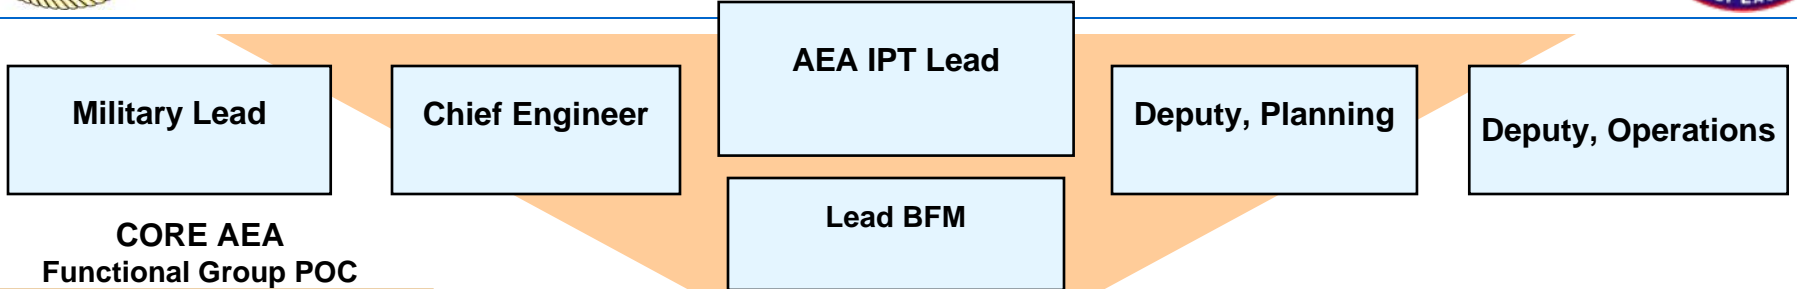 AEA IPT Lead
Military Lead
Chief Engineer
Deputy, Planning
Deputy, Operations
Lead BFM
CORE AEA
Functional Group POC